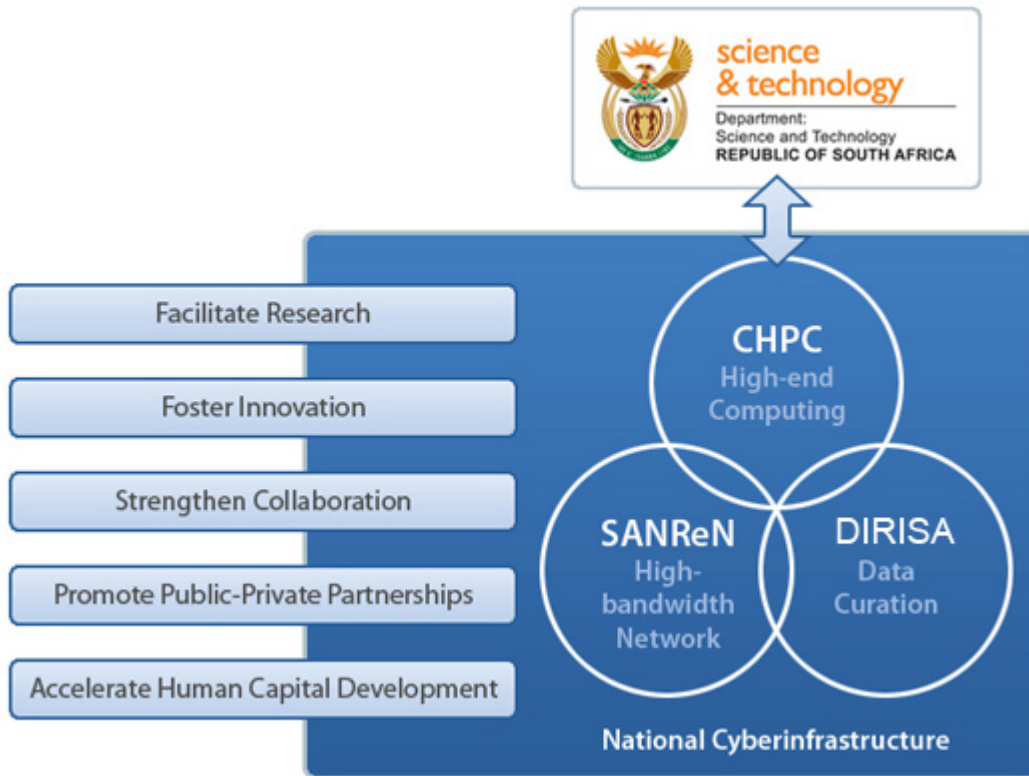 science
& technology
Department:
Science and Technology
REPUBLIC OF SOUTH AFRICA
Facilitate Research
Foster Innovation
Strengthen Collaboration
Promote Public-Private Partnerships
Accelerate Human Capital Development
CHPC
High-end
Computing
SANReN
High-
bandwidth
Network
DIRISA
Data
Curation
National Cyberinfrastructure